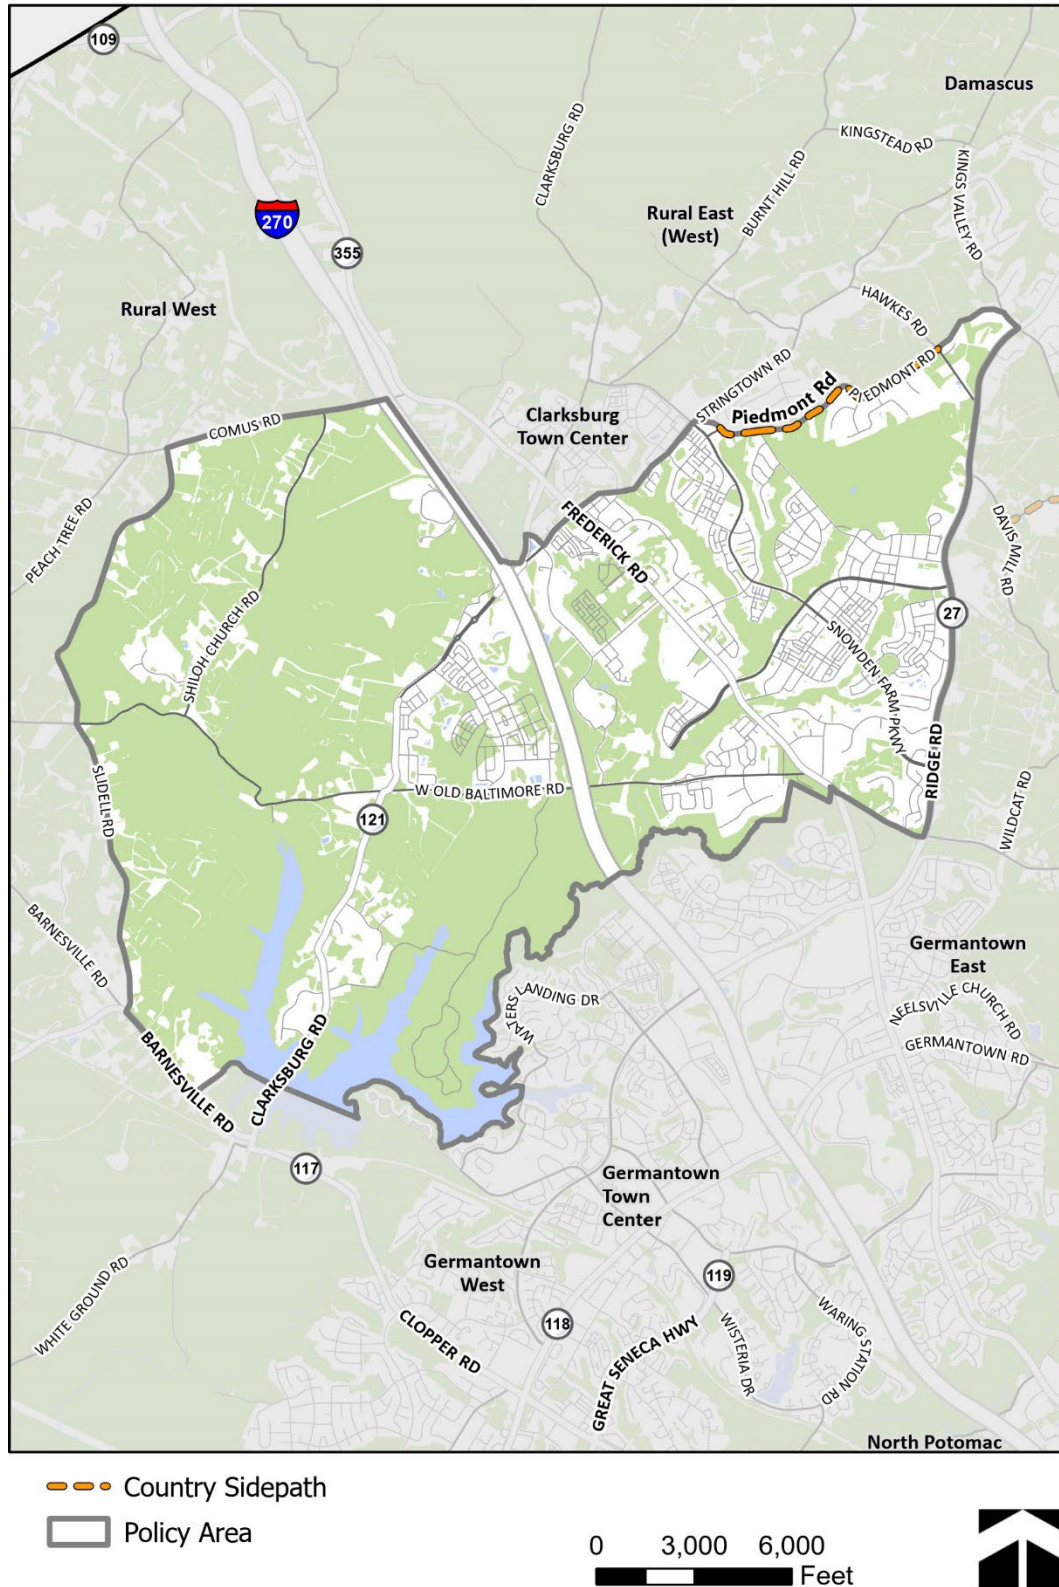 109
Damascus
CLARKSBURG RD
KINGSTEAD RD
BURNT HILL RD
KINGS VALLEY RD
Rural East
(West)
270
355
HAWKES RD
Rural West
STRINGTOWN RD
Piedmont Rd
PIEDMONT RD
Clarksburg
Town Center
COMUS RD
PEACH TREE RD
FREDERICK RD
DAVIS MILL RD
SHILOH CHURCH RD
27
SNOWDEN FARM PKWY
RIDGE RD
SLIDELL RD
W OLD BALTIMORE RD
121
WILDCAT RD
BARNESVILLE RD
Germantown
East
WATERS LANDING DR
NEELSVILLE CHURCH RD
GERMANTOWN RD
BARNESVILLE RD
CLARKSBURG RD
117
Germantown
Town
Center
WHITE GROUND RD
Germantown
West
119
118
CLOPPER RD
GREAT SENECA HWY
WISTERIA DR
WARING STATION RD
North Potomac
Country Sidepath
Policy Area
0 3,000 6,000
Feet